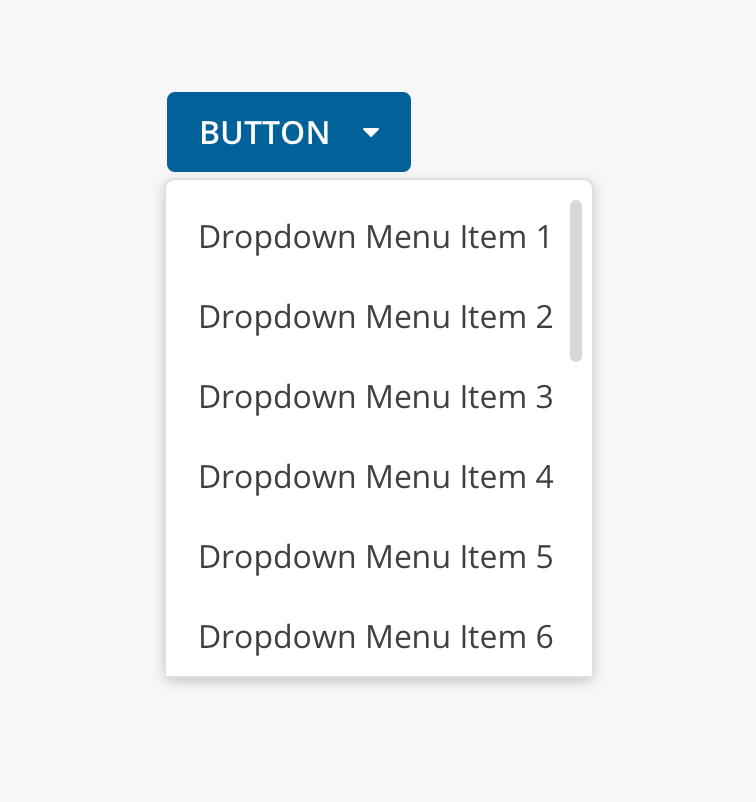 BUTTON
Dropdown Menu Item 1
Dropdown Menu Item 2
Dropdown Menu Item 3
Dropdown Menu Item 4
Dropdown Menu Item 5
Dropdown Menu Item 6